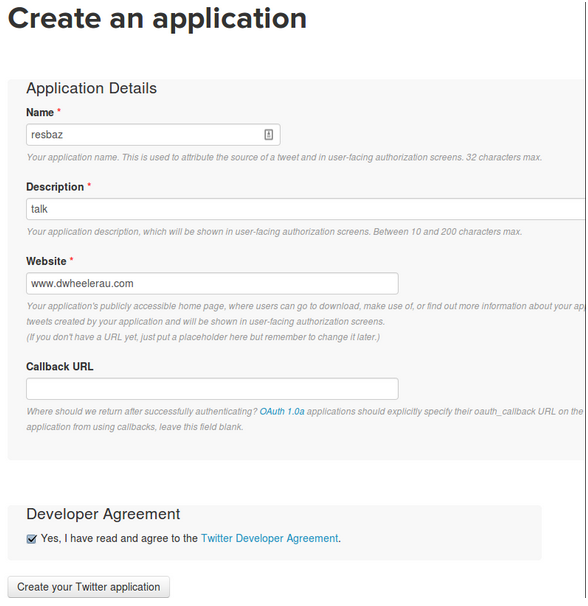 Create an application
Application Details
Name *
resbaz
Your application name. This is used to attribute the source of a tweet and in user-facing authorization screens. 32 characters max.
Description *
talk
Your application description, which will be shown in user-facing authorization screens. Between 10 and 200 characters max.
Website *
www.dwheelerau.com
Your application's publicly accessible home page, where users can go to download, make use of, or find out more information about your
tweets created by your application and will be shown in user-facing authorization screens.
(If you don't have a URL yet, just put a placeholder here but remember to change it later.)
Callback URL
Where should we return after successfully authenticating? OAuth 1.0a applications should explicitly specify their oauth_callback URL on the
application from using callbacks, leave this field blank.
Developer Agreement
Yes, I have read and agree to the Twitter Developer Agreement.
Create your Twitter application